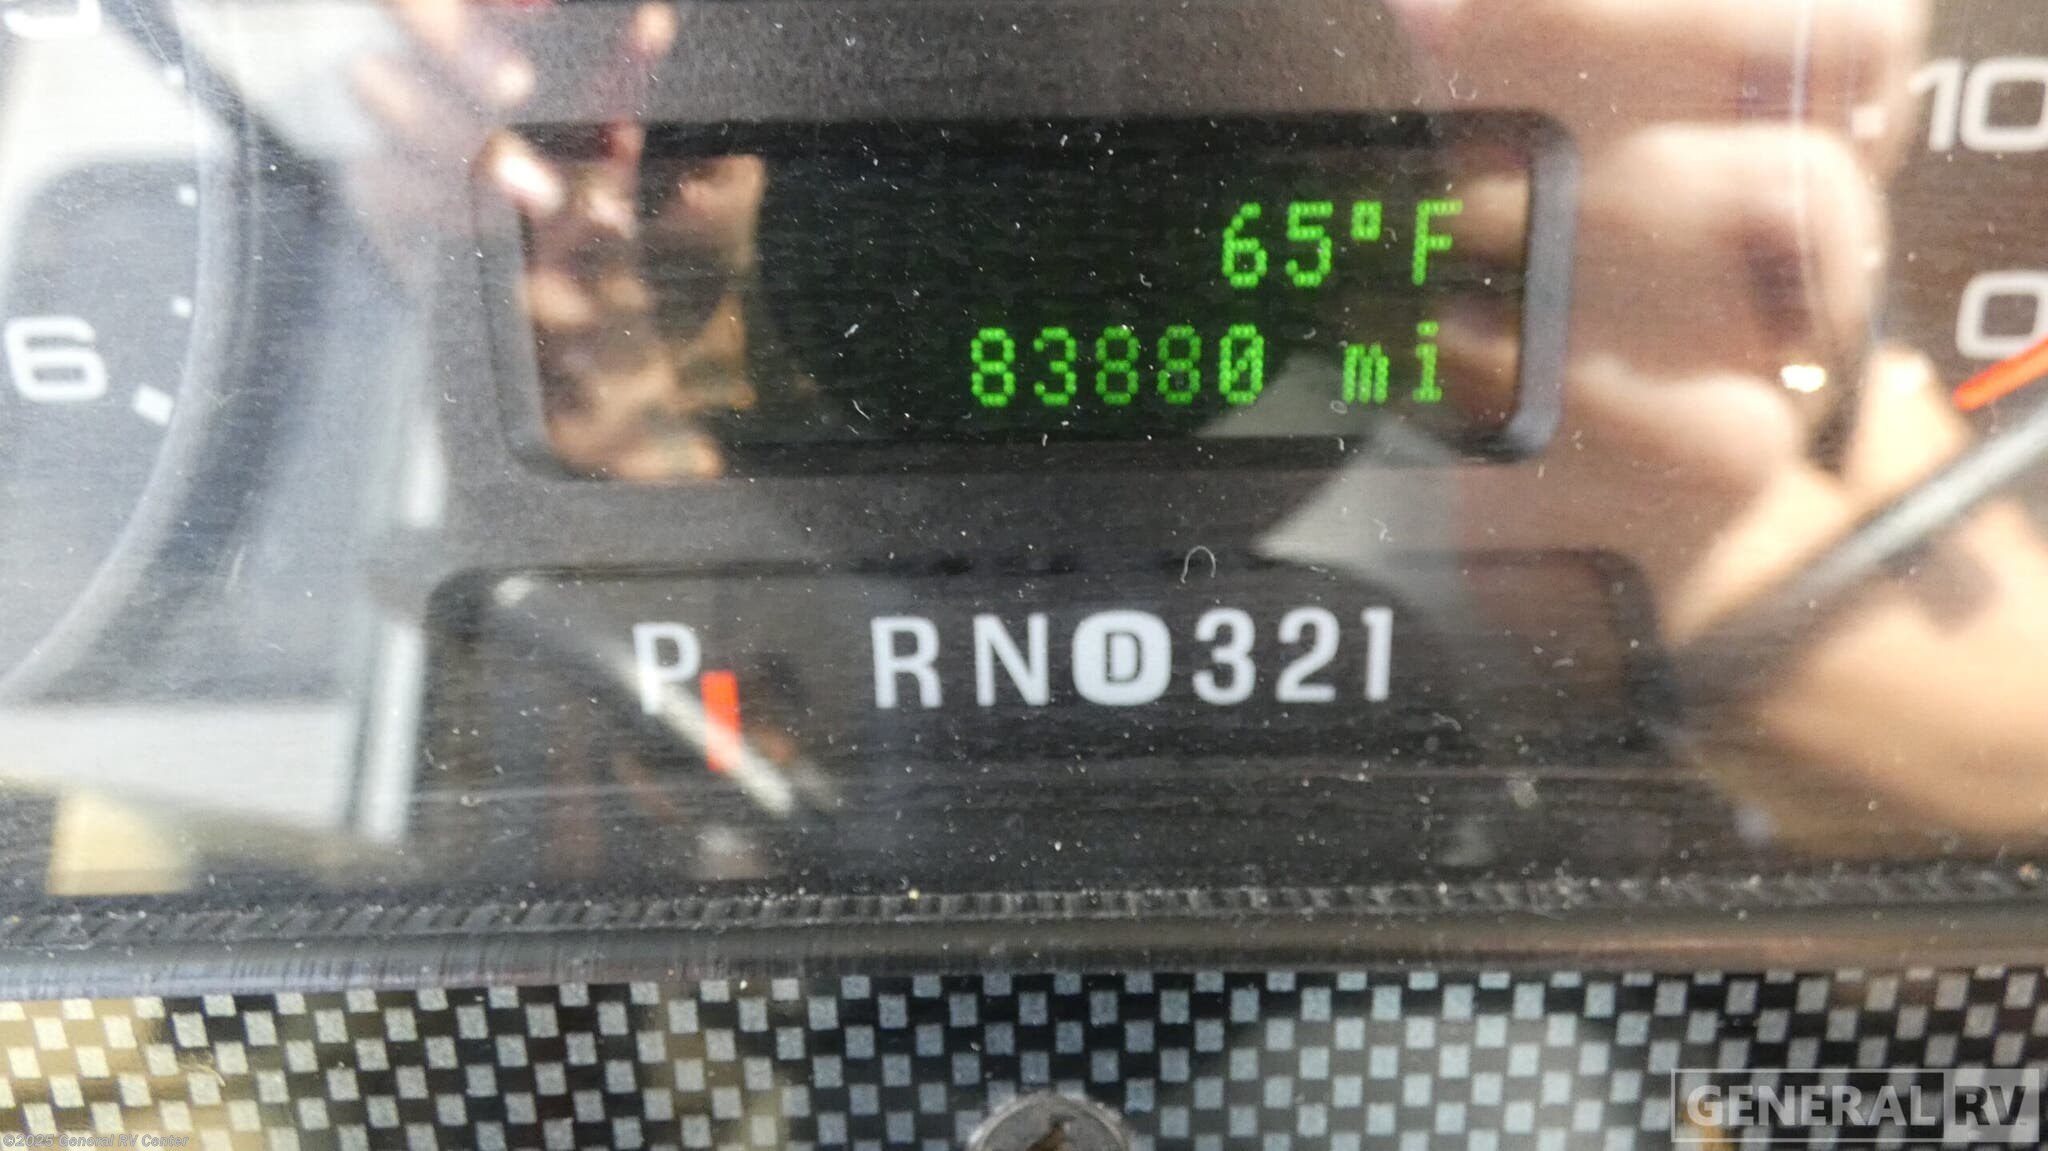 65°F
83880 mi
10
0
6
P RND321
GENERAL RV
©2025 General RV Center